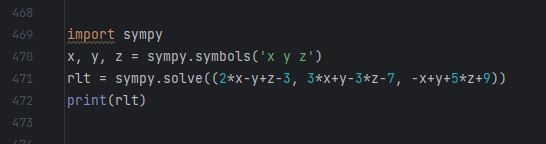 468
469 import sympy
470 x, y, z = sympy.symbols('x y z')
471 rlt = sympy.solve((2*x-y+z-3, 3*x+y-3*z-7, -x+y+5*z+9))
472 print(rlt)
473